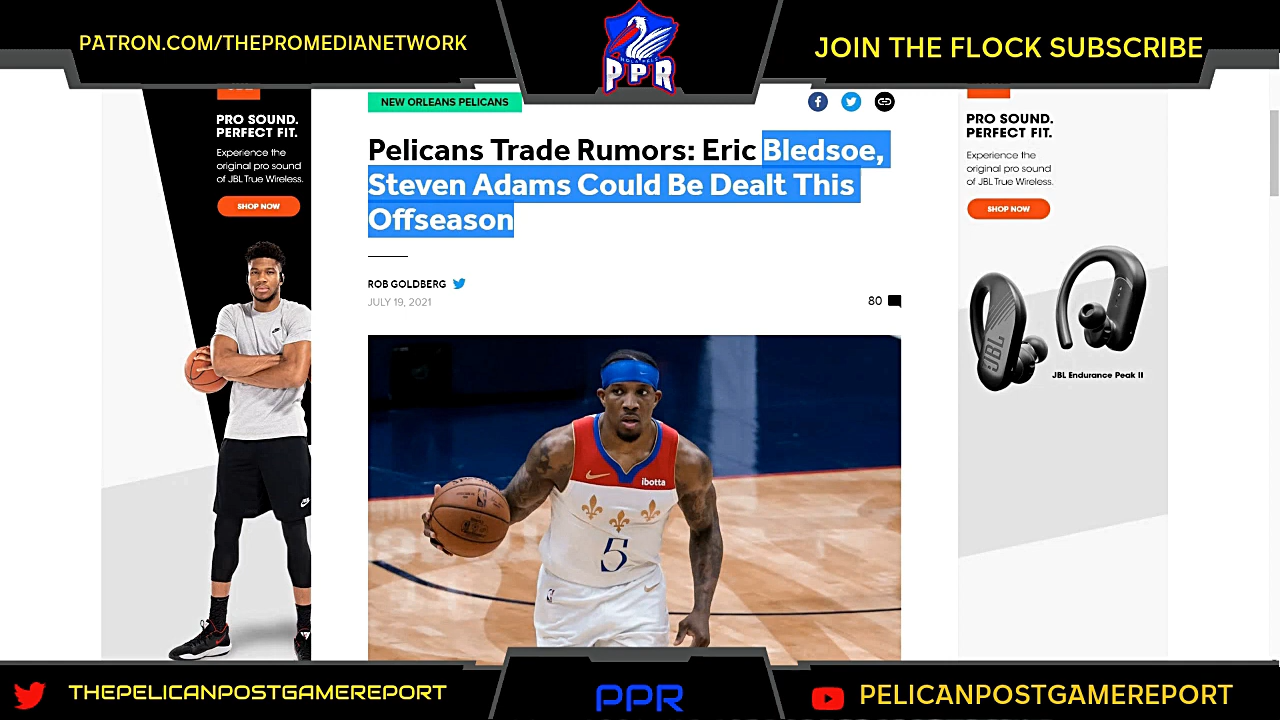 PATRON.COM/THEPROMEDIANETWORK
NOLA PELS
PPR
JOIN THE FLOCK SUBSCRIBE
NEW ORLEANS PELICANS
Pelicans Trade Rumors: Eric Bledsoe,
Steven Adams Could Be Dealt This
Offseason
ROB GOLDBERG
JULY 19, 2021
80
PRO SOUND.
PERFECT FIT.
Experience the
original pro sound
of JBL True Wireless.
SHOP NOW
ibotta
5
PRO SOUND.
PERFECT FIT.
Experience the
original pro sound
of JBL True Wireless.
SHOP NOW
JBL
JBL Endurance Peak II
THEPELICANPOSTGAMEREPORT
PPR
PELICANPOSTGAMEREPORT